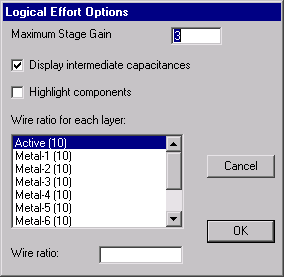 Logical Effort Options
Maximum Stage Gain 3
Display intermediate capacitances
Highlight components
Wire ratio for each layer:
Active (10)
Metal-1 (10)
Metal-2 (10)
Metal-3 (10)
Metal-4 (10)
Metal-5 (10)
Metal-6 (10)
Cancel
OK
Wire ratio: